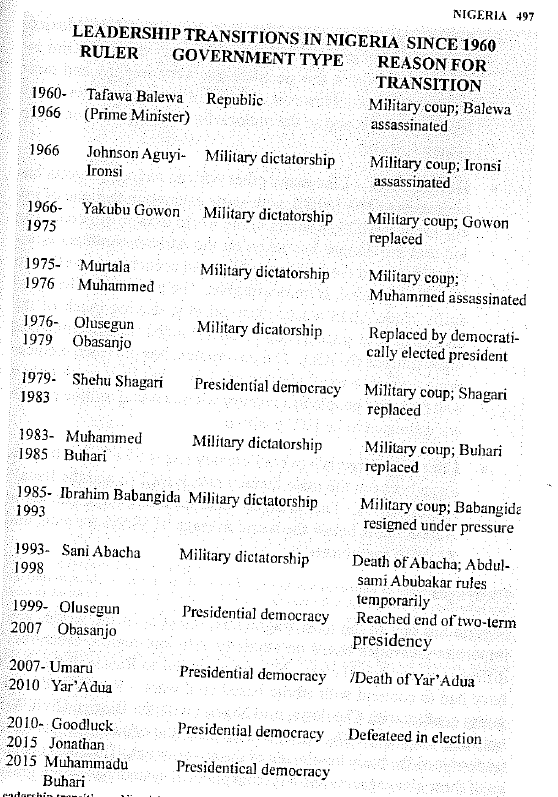 NIGERIA 497
LEADERSHIP TRANSITIONS IN NIGERIA SINCE 1960
RULER GOVERNMENT TYPE REASON FOR
TRANSITION
1960- Tafawa Balewa Republic Military coup; Balewa
1966 (Prime Minister) assassinated
1966 Johnson Aguyi- Military dictatorship Military coup; Ironsi
Ironsi assassinated
1966- Yakubu Gowon Military dictatorship Military coup; Gowon
1975 replaced
1975- Murtala Military dictatorship Military coup;
1976 Muhammed Muhammed assassinated
1976- Olusegun Military dicatorship Replaced by democrati-
1979 Obasanjo cally elected president
1979- Shehu Shagari Presidential democracy Military coup; Shagari
1983 replaced
1983- Muhammed Military dictatorship Military coup; Buhari
1985 Buhari replaced
1985- Ibrahim Babangida Military dictatorship Military coup; Babangida
1993 resigned under pressure
1993- Sani Abacha Military dictatorship Death of Abacha; Abdul-
1998 sami Abubakar rules
temporarily
1999- Olusegun Presidential democracy Reached end of two-term
2007 Obasanjo presidency
2007- Umaru Presidential democracy /Death of Yar'Adua
2010 Yar'Adua
2010- Goodluck Presidential democracy Defeateed in election
2015 Jonathan
2015 Muhammadu Presidentical democracy
Buhari